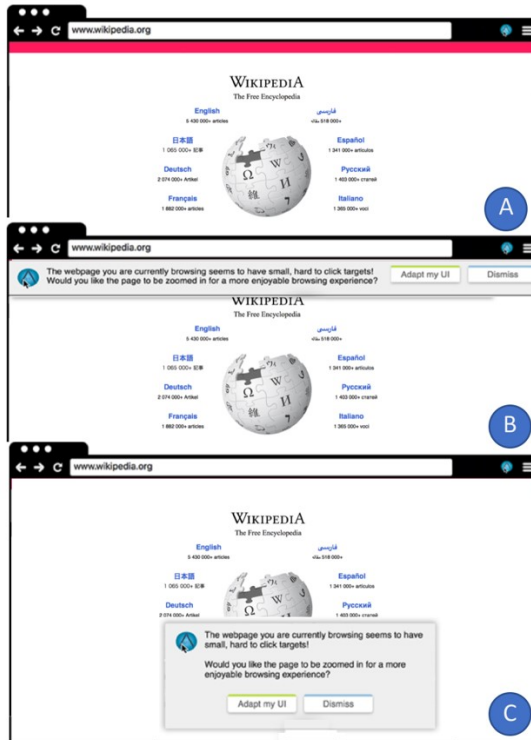 www.wikipedia.org
WIKIPEDIA
The Free Encyclopedia
English
5 430 000+ articles
فارسی
日本語
1 065 000+ 記事
Español
1 341 000+ artículos
Deutsch
2 074 000+ Artikel
Русский
1 403 000+ статей
Français
1 882 000+ articles
Italiano
1 365 000+ voci
A
www.wikipedia.org
The webpage you are currently browsing seems to have small, hard to click targets!
Would you like the page to be zoomed in for a more enjoyable browsing experience?
Adapt my UI
Dismiss
WIKIPEDIA
The Free Encyclopedia
English
5 430 000+ articles
فارسی
日本語
1 065 000+ 記事
Español
1 341 000+ artículos
Deutsch
2 074 000+ Artikel
Русский
1 403 000+ статей
Français
1 882 000+ articles
Italiano
1 365 000+ voci
B
www.wikipedia.org
WIKIPEDIA
The Free Encyclopedia
English
5 430 000+ articles
فارسی
日本語
1 065 000+ 記事
Español
1 341 000+ artículos
Deutsch
2 074 000+ Artikel
Русский
1 403 000+ статей
The webpage you are currently browsing seems to have
small, hard to click targets!
Would you like the page to be zoomed in for a more
enjoyable browsing experience?
Adapt my UI
Dismiss
C